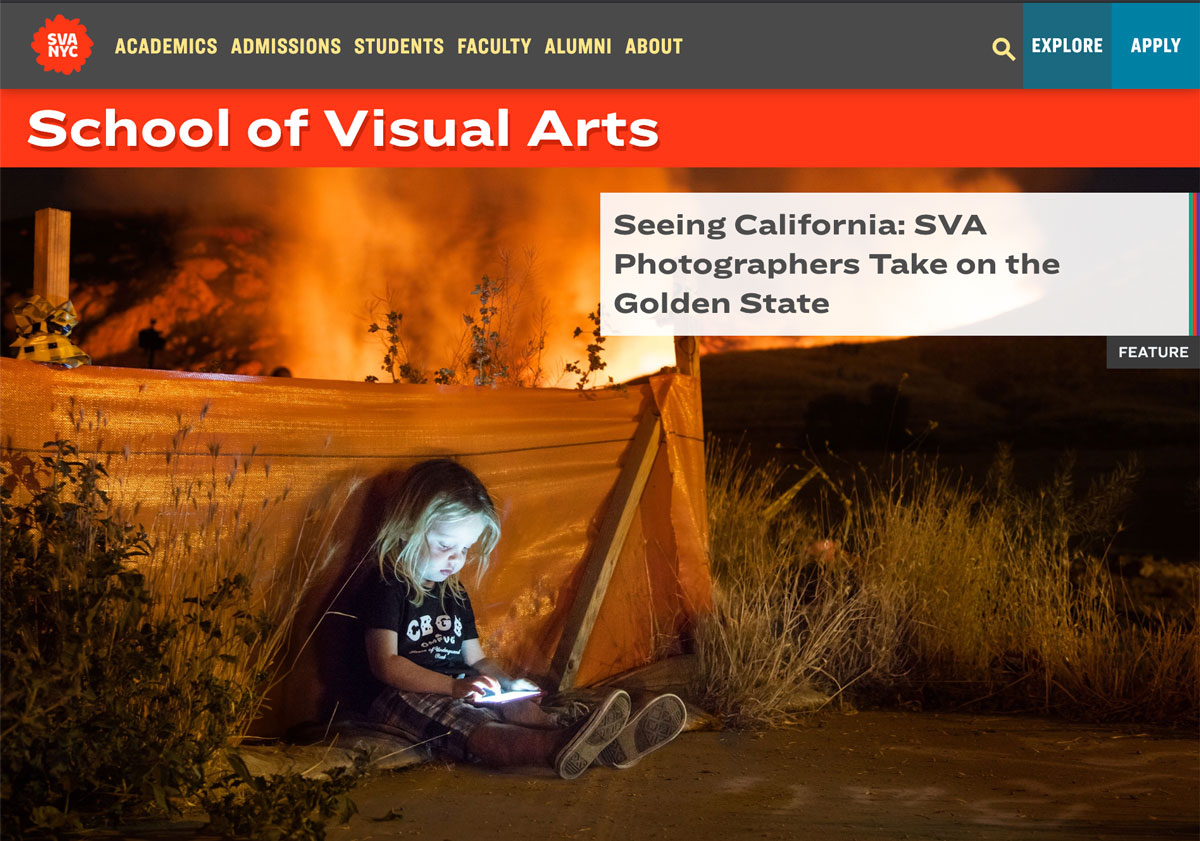 SVA
NYC
ACADEMICS ADMISSIONS STUDENTS FACULTY ALUMNI ABOUT
EXPLORE APPLY
School of Visual Arts
Seeing California: SVA
Photographers Take on the
Golden State
FEATURE
CBGB
OMFUG